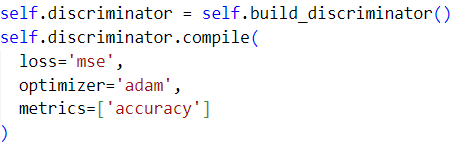 self.discriminator = self.build_discriminator()
self.discriminator.compile(
  loss='mse',
  optimizer='adam',
  metrics=['accuracy']
)